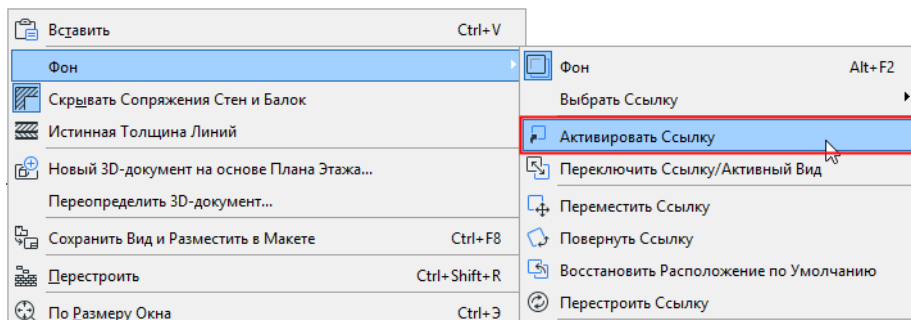 Вставить Ctrl+V
Фон
Скрывать Сопряжения Стен и Балок
Истинная Толщина Линий
Новый 3D-документ на основе Плана Этажа...
Переопределить 3D-документ...
Сохранить Вид и Разместить в Макете Ctrl+F8
Перестроить Ctrl+Shift+R
По Размеру Окна Ctrl+Э
Фон Alt+F2
Выбрать Ссылку
Активировать Ссылку
Переключить Ссылку/Активный Вид
Переместить Ссылку
Повернуть Ссылку
Восстановить Расположение по Умолчанию
Перестроить Ссылку